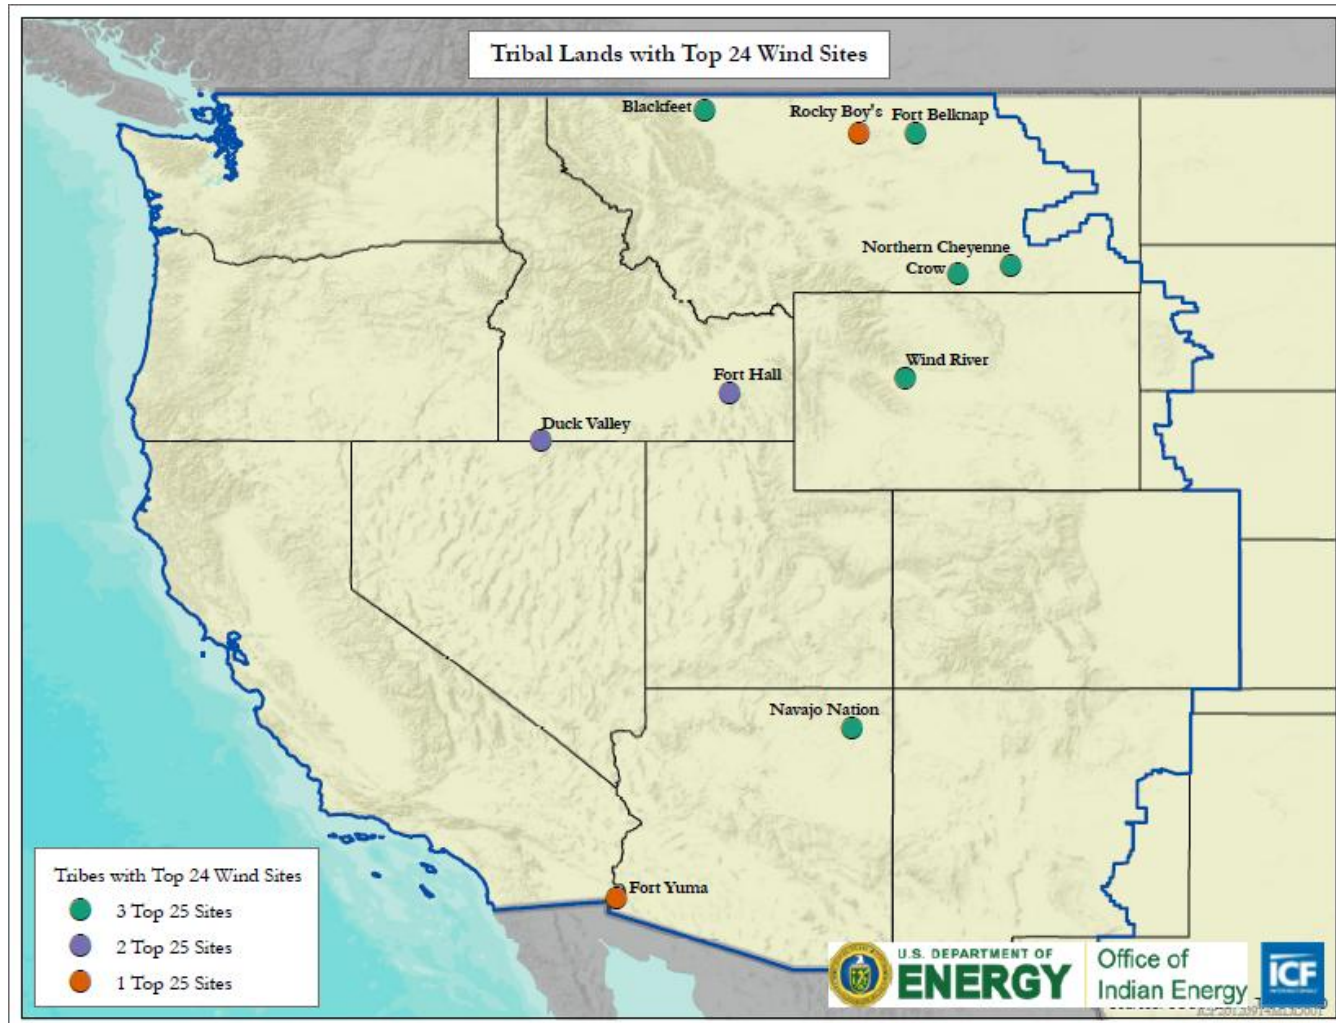 Tribal Lands with Top 24 Wind Sites
Blackfeet
Rocky Boy's
Fort Belknap
Northern Cheyenne
Crow
Wind River
Fort Hall
Duck Valley
Navajo Nation
Fort Yuma
Tribes with Top 24 Wind Sites
3 Top 25 Sites
2 Top 25 Sites
1 Top 25 Sites
U.S. DEPARTMENT OF
ENERGY
Office of
Indian Energy
ICF